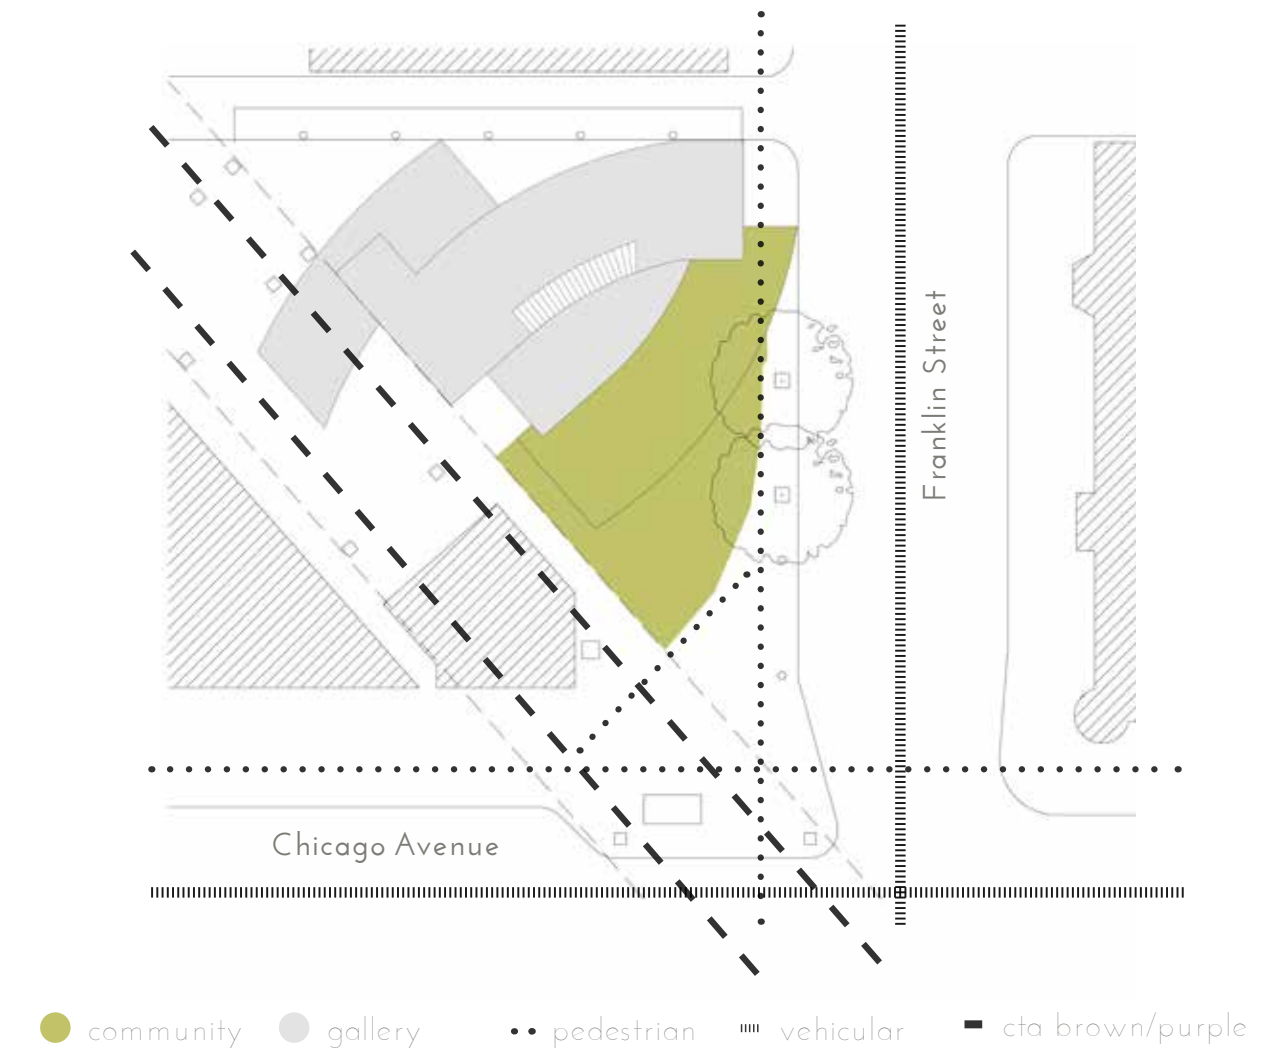 Franklin Street
Chicago Avenue
community gallery pedestrian vehicular cta brown/purple